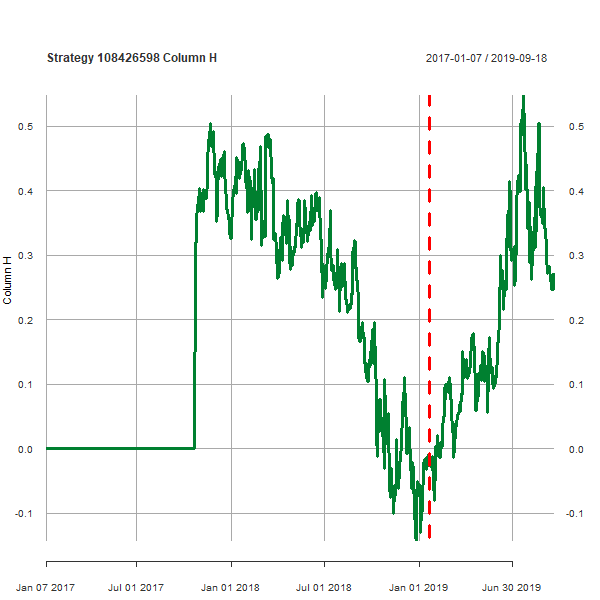 Strategy 108426598 Column H
2017-01-07 / 2019-09-18
0.5
0.5
0.4
0.4
0.3
0.3
Column H
0.2
0.2
0.1
0.1
0.0
0.0
-0.1
-0.1
Jan 07 2017
Jul 01 2017
Jan 01 2018
Jul 01 2018
Jan 01 2019
Jun 30 2019